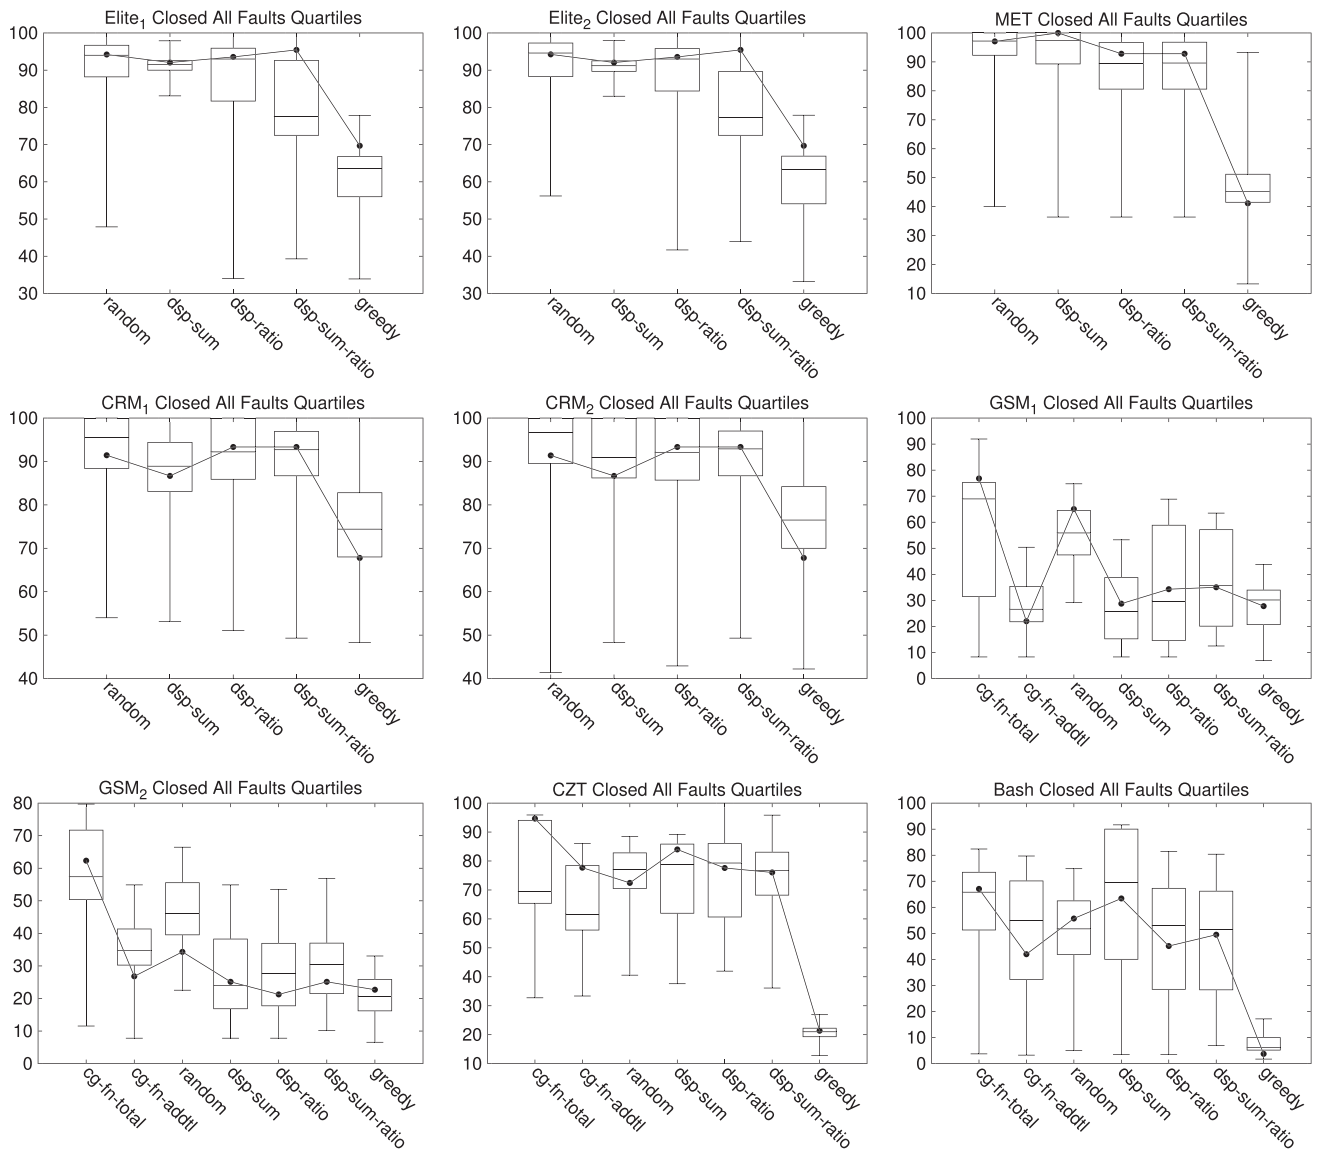 Elite1 Closed All Faults Quartiles
100
90
80
70
60
50
40
30
random
dsp-sum
dsp-ratio
dsp-sum-ratio
greedy
Elite2 Closed All Faults Quartiles
100
90
80
70
60
50
40
30
random
dsp-sum
dsp-ratio
dsp-sum-ratio
greedy
MET Closed All Faults Quartiles
100
90
80
70
60
50
40
30
20
10
random
dsp-sum
dsp-ratio
dsp-sum-ratio
greedy
CRM1 Closed All Faults Quartiles
100
90
80
70
60
50
40
random
dsp-sum
dsp-ratio
dsp-sum-ratio
greedy
CRM2 Closed All Faults Quartiles
100
90
80
70
60
50
40
random
dsp-sum
dsp-ratio
dsp-sum-ratio
greedy
GSM1 Closed All Faults Quartiles
100
90
80
70
60
50
40
30
20
10
0
cg-fn-total
cg-fn-addtl
random
dsp-sum
dsp-ratio
dsp-sum-ratio
greedy
GSM2 Closed All Faults Quartiles
80
70
60
50
40
30
20
10
0
cg-fn-total
cg-fn-addtl
random
dsp-sum
dsp-ratio
dsp-sum-ratio
greedy
CZT Closed All Faults Quartiles
100
90
80
70
60
50
40
30
20
10
cg-fn-total
cg-fn-addtl
random
dsp-sum
dsp-ratio
dsp-sum-ratio
greedy
Bash Closed All Faults Quartiles
100
90
80
70
60
50
40
30
20
10
0
cg-fn-total
cg-fn-addtl
random
dsp-sum
dsp-ratio
dsp-sum-ratio
greedy